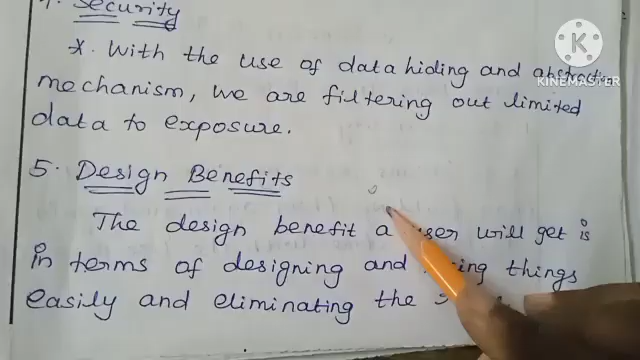 Security
*. With the use of data hiding and abstraction
mechanism, we are filtering out limited
data to exposure.
5. Design Benefits
The design benefit a user will get is
in terms of designing and things
easily and eliminating the
K
KINEMASTER